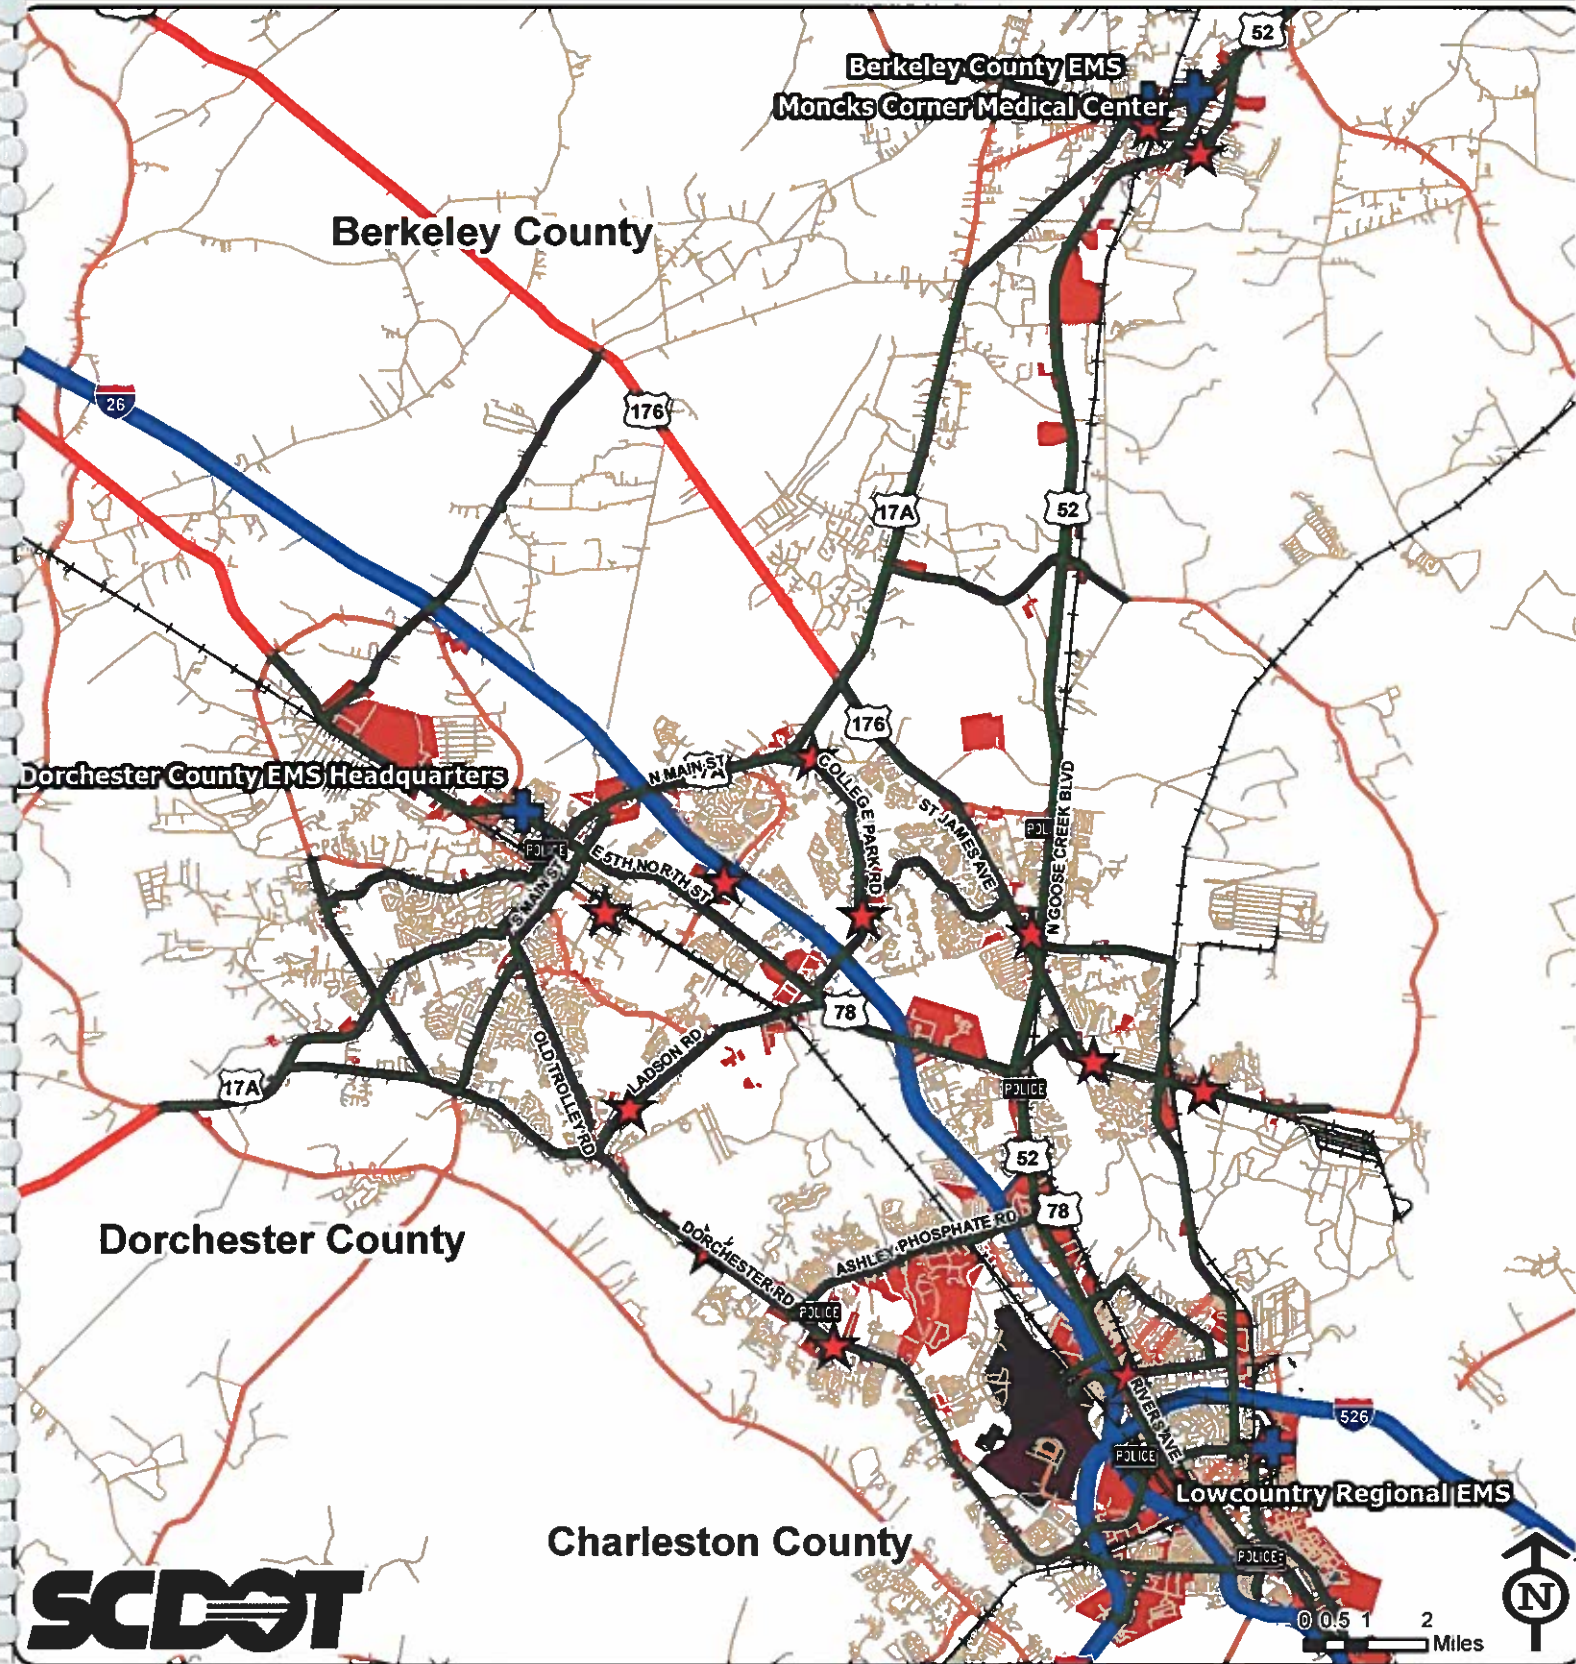 52
Berkeley County EMS
Moncks Corner Medical Center
Berkeley County
26
176
17A
52
176
N MAIN ST
COLLEGE PARK RD
ST JAMES AVE
N GOOSE CREEK BLVD
Dorchester County EMS Headquarters
POLICE
E 5TH NORTH ST
S MAIN ST
78
OLD TROLLEY RD
LADSON RD
17A
POLICE
52
78
Dorchester County
DORCHESTER RD
ASHLEY PHOSPHATE RD
POLICE
RIVERS AVE
526
POLICE
Lowcountry Regional EMS
Charleston County
POLICE
SCDOT
N
0 0.5 1 2
Miles